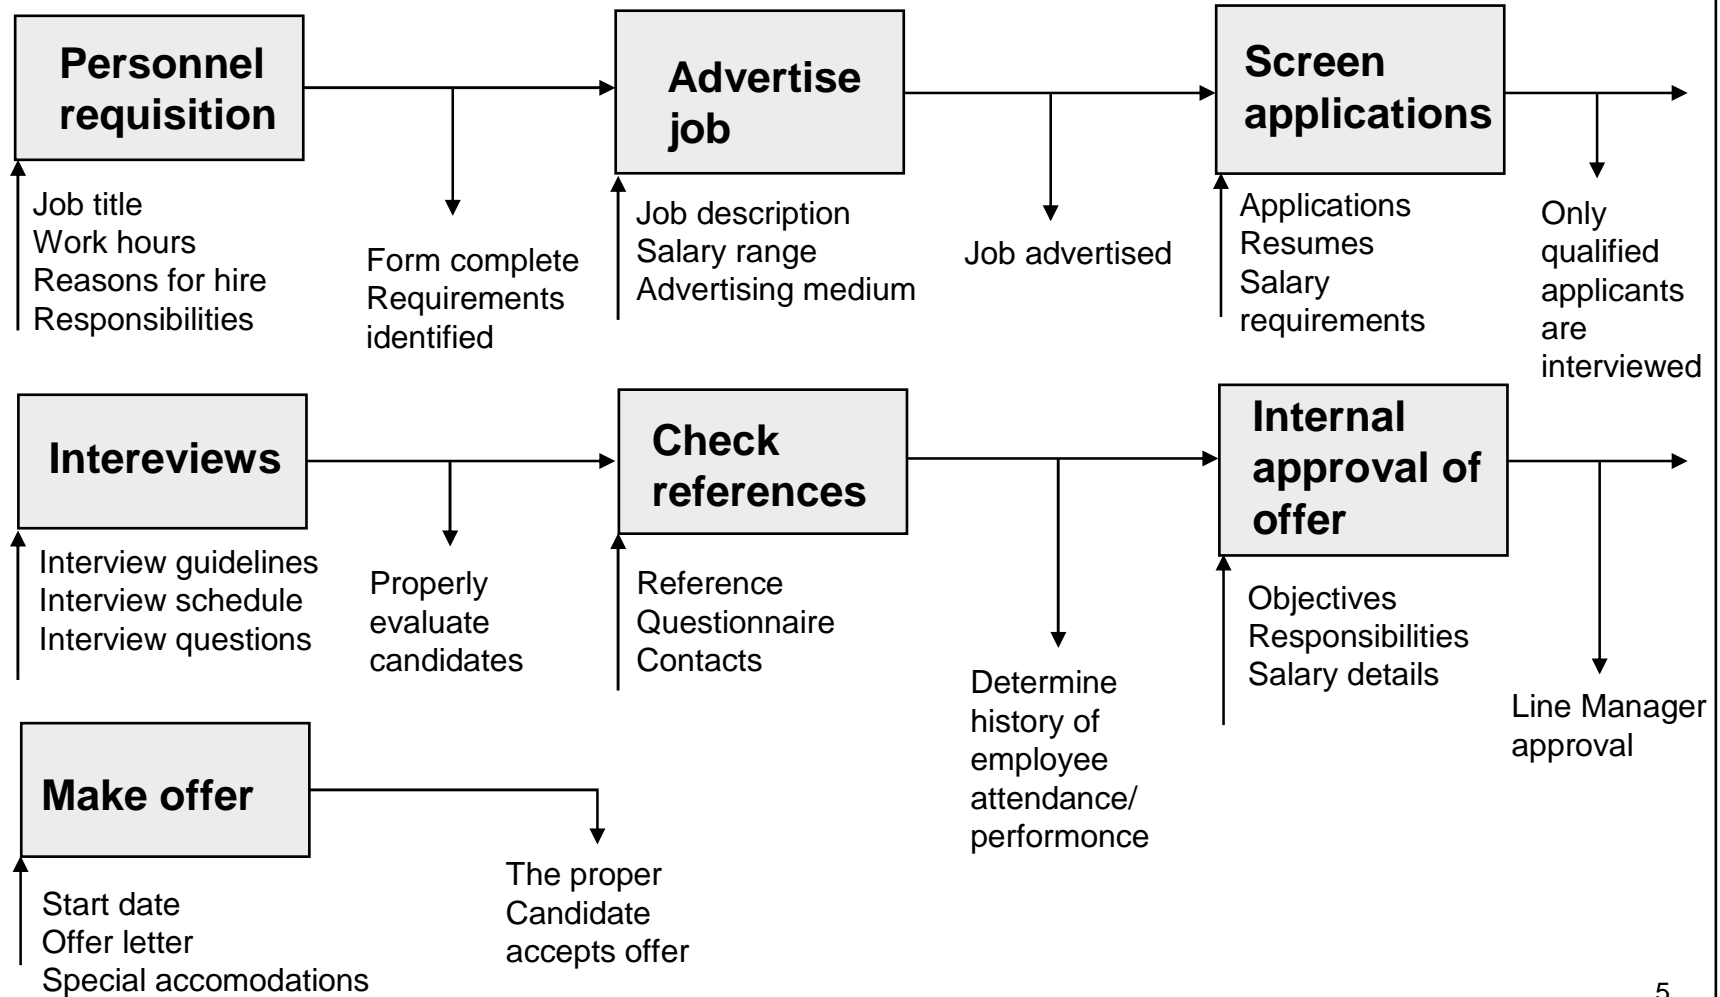 Personnel
requisition
Job title
Work hours
Reasons for hire
Responsibilities
Form complete
Requirements
identified
Advertise
job
Job description
Salary range
Advertising medium
Job advertised
Screen
applications
Applications
Resumes
Salary
requirements
Only
qualified
applicants
are
interviewed
Intereviews
Interview guidelines
Interview schedule
Interview questions
Properly
evaluate
candidates
Check
references
Reference
Questionnaire
Contacts
Determine
history of
employee
attendance/
performonce
Internal
approval of
offer
Objectives
Responsibilities
Salary details
Line Manager
approval
Make offer
Start date
Offer letter
Special accomodations
The proper
Candidate
accepts offer
5